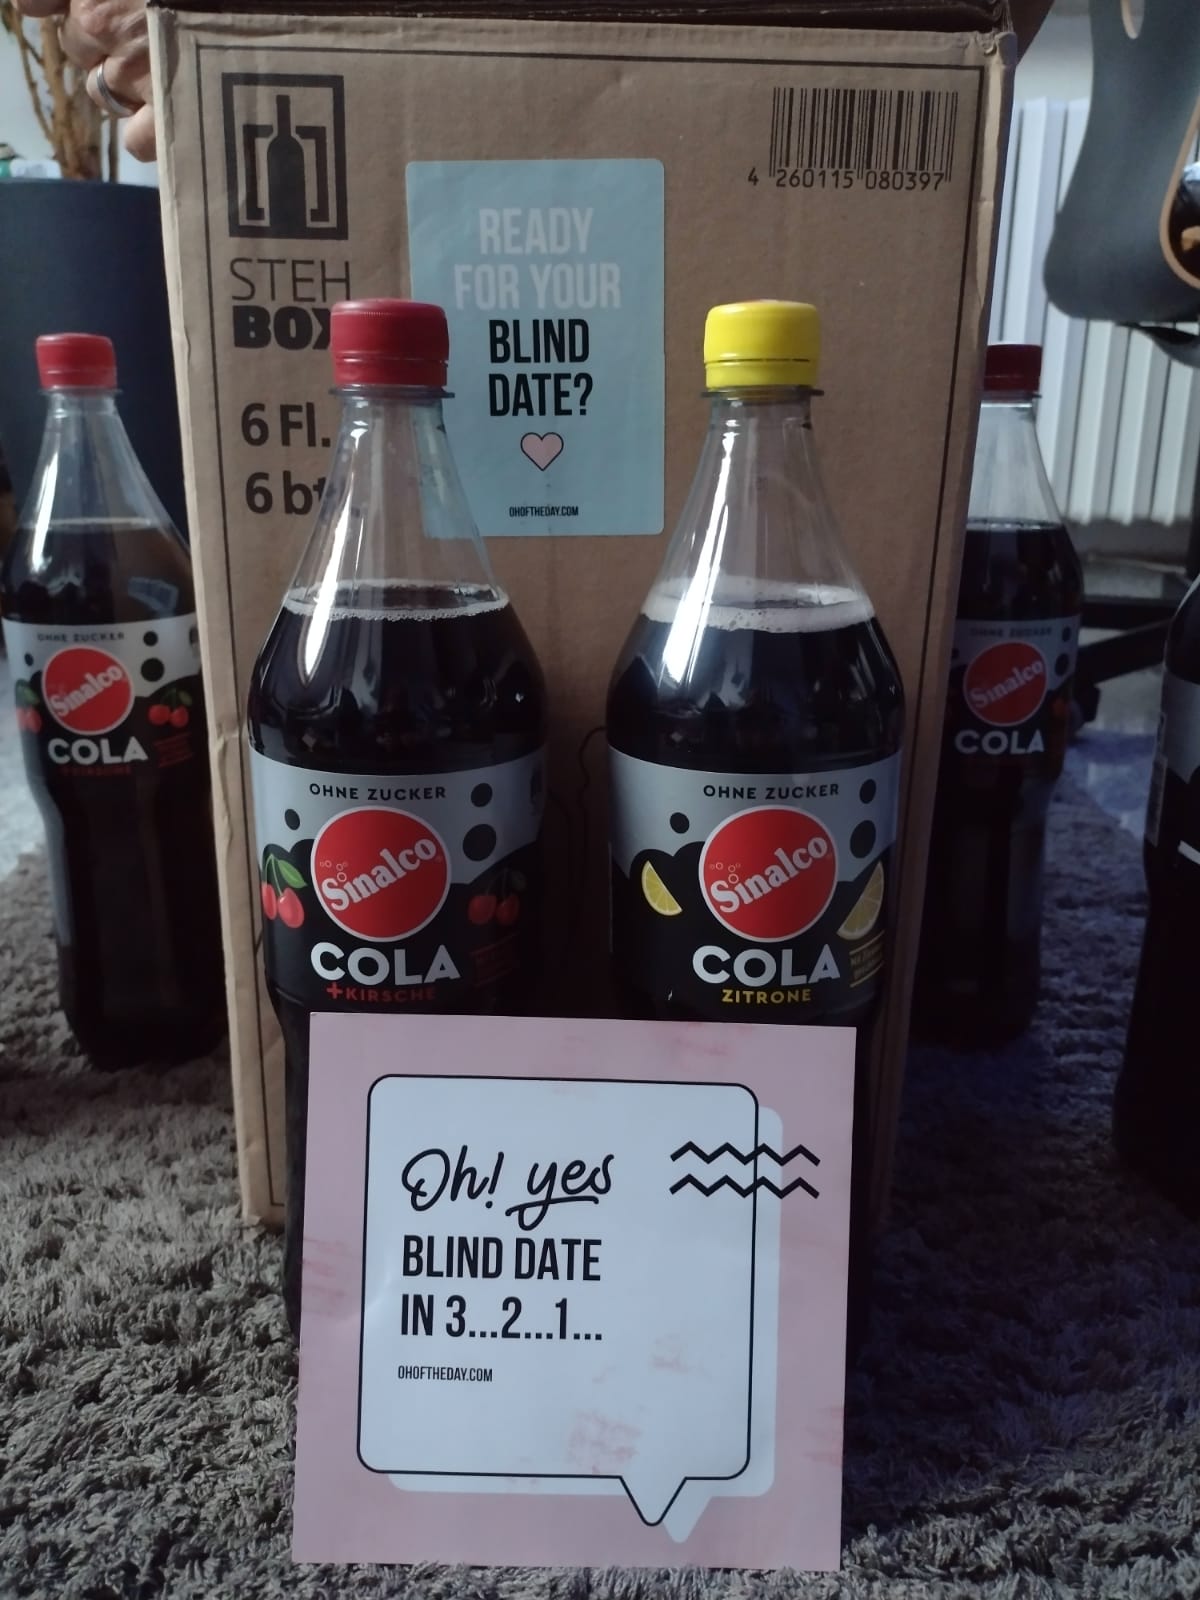 4 260115 080397
STEH
BOX
6 Fl.
6 bt
READY
FOR YOUR
BLIND
DATE?
OHOFTHEDAY.COM
OHNE ZUCKER
Sinalco
COLA
+KIRSCHE
OHNE ZUCKER
Sinalco
COLA
+KIRSCHE
OHNE ZUCKER
Sinalco
COLA
ZITRONE
OHNE ZUCKER
Sinalco
COLA
Oh! yes
BLIND DATE
IN 3...2...1...
OHOFTHEDAY.COM